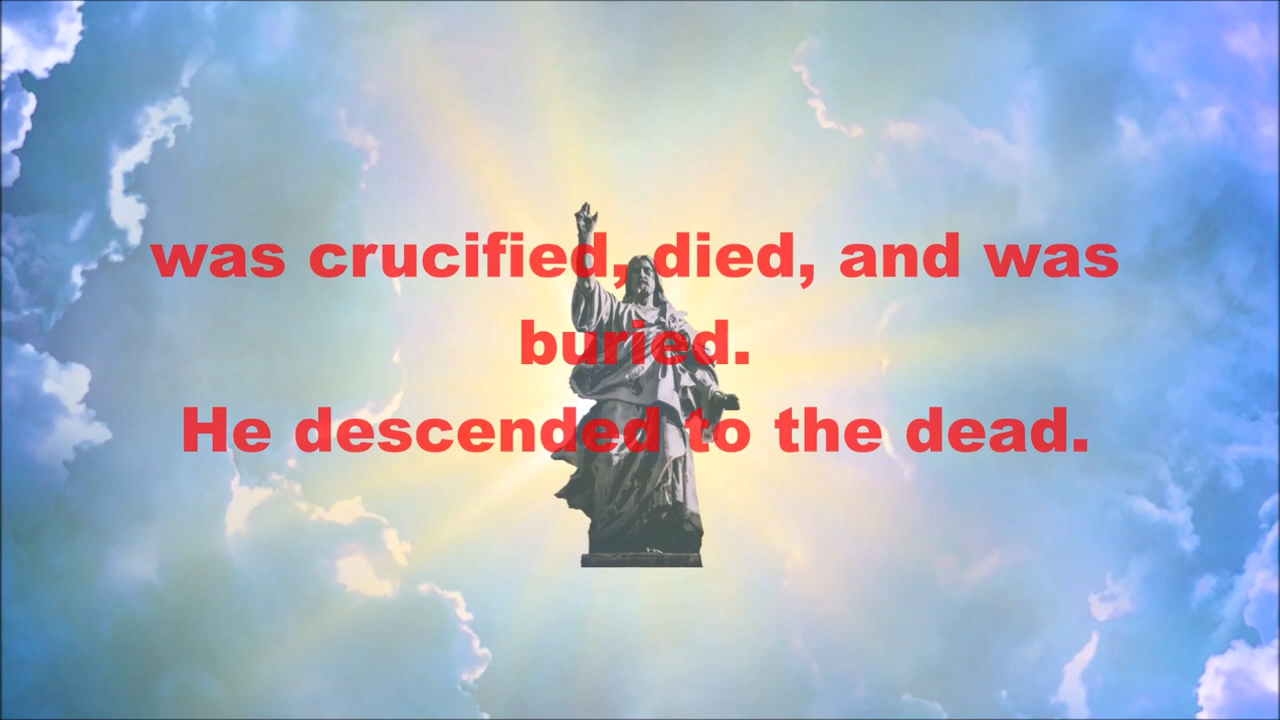 was crucified, died, and was
buried.
He descended to the dead.